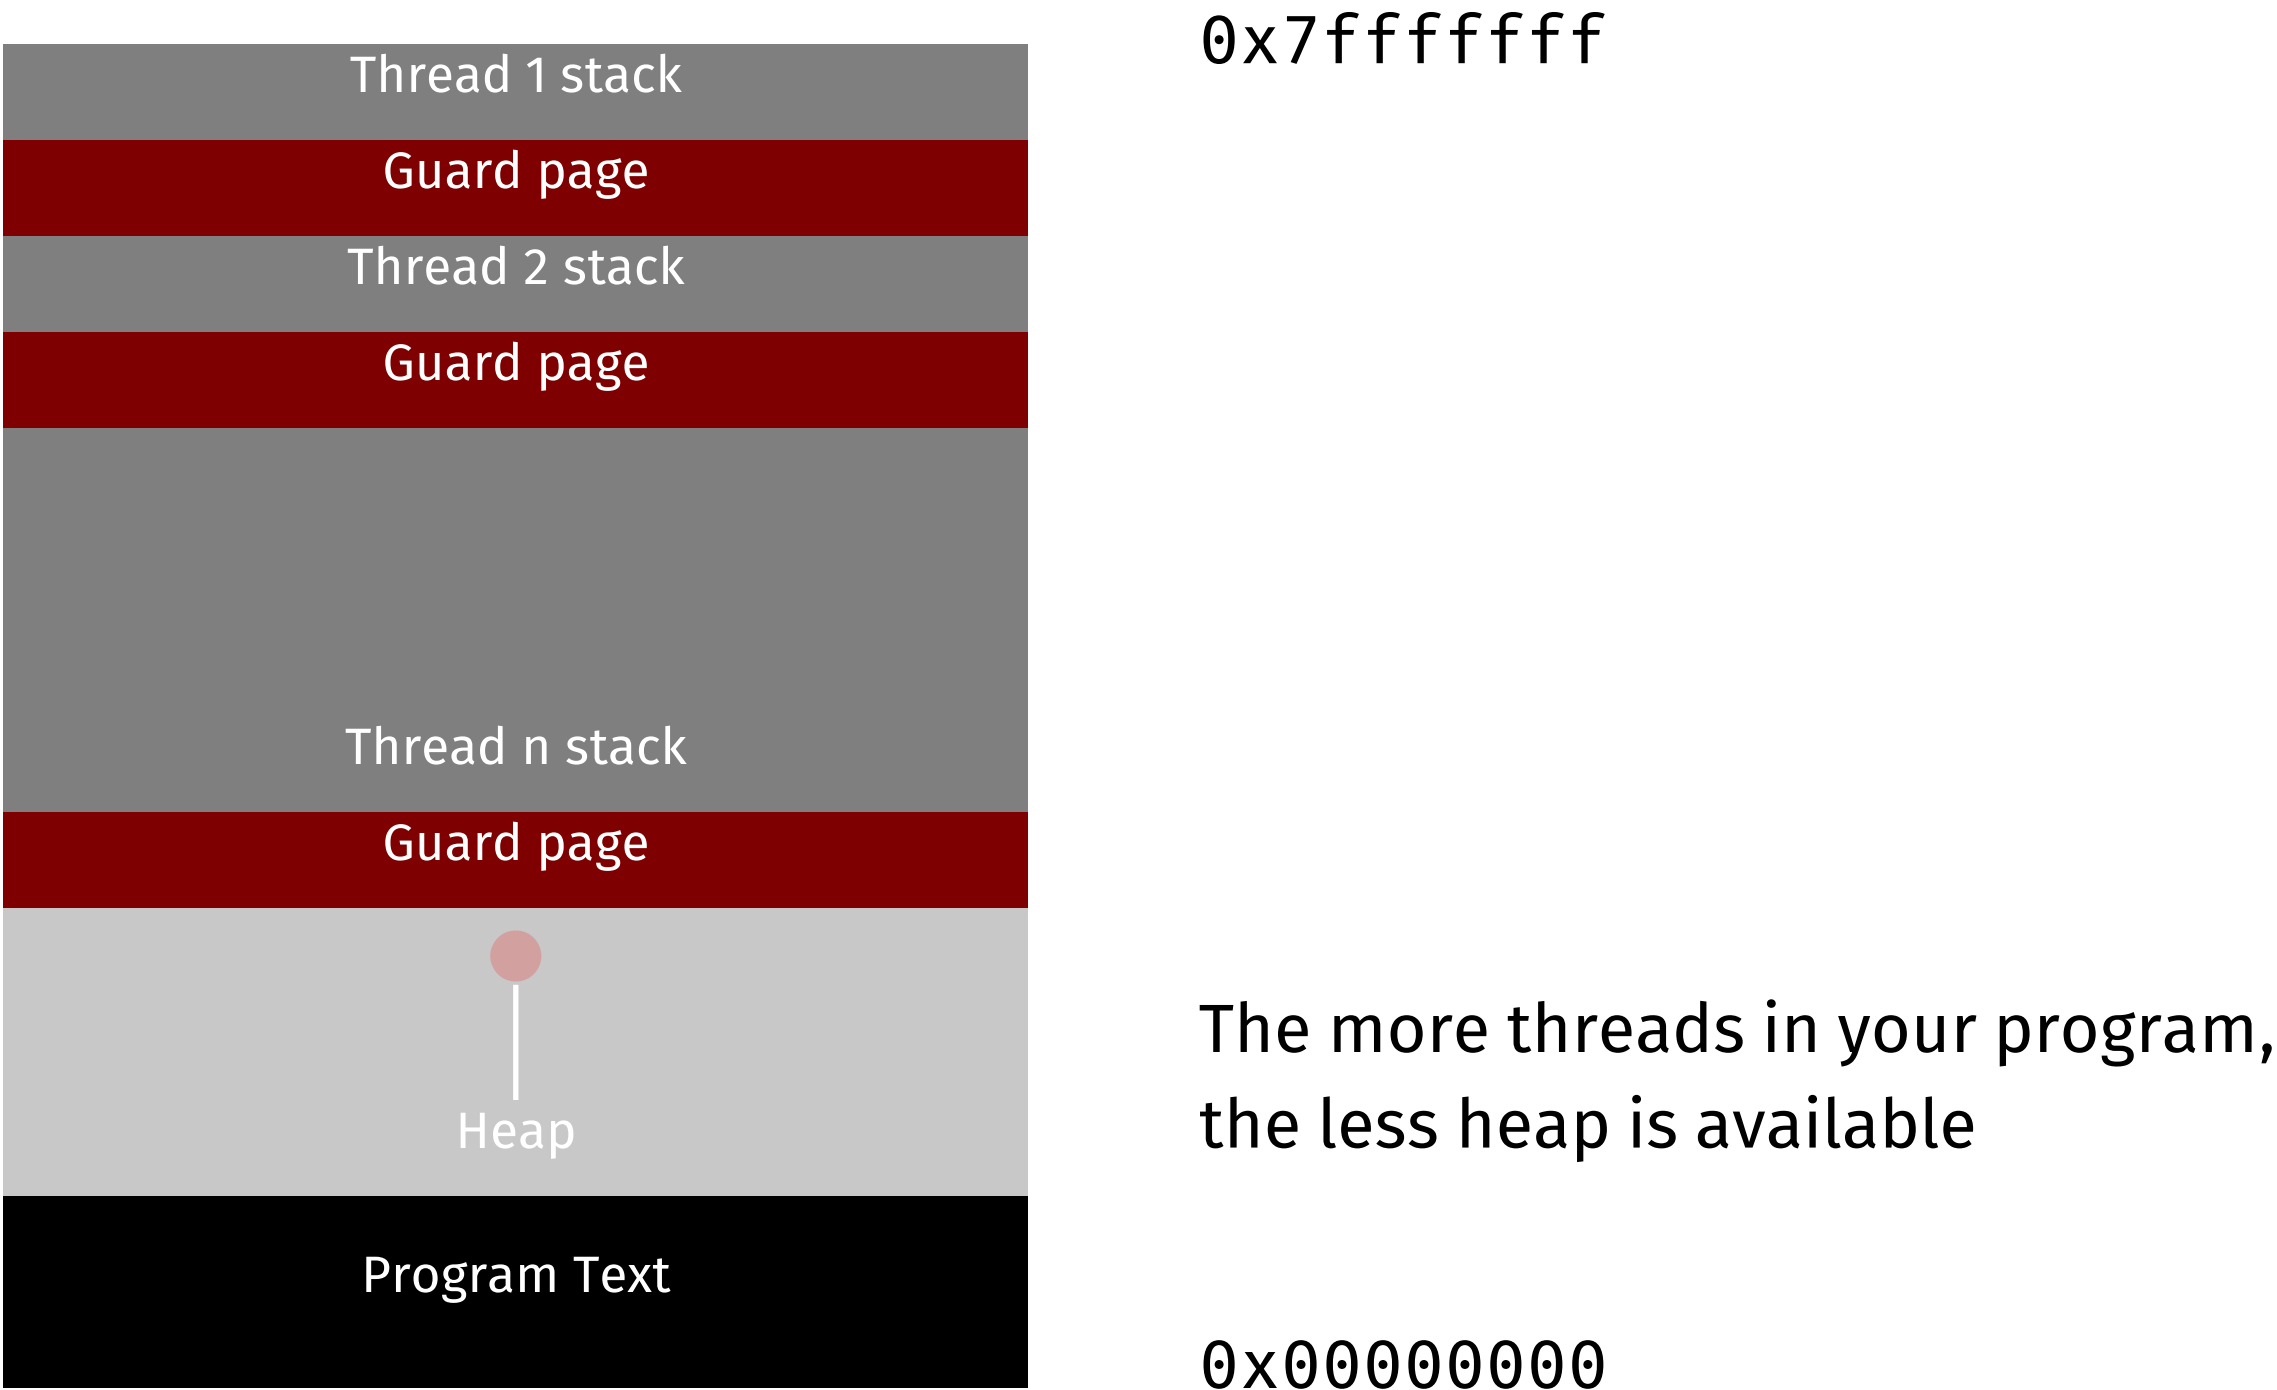 0x7fffffff
Thread 1 stack
Guard page
Thread 2 stack
Guard page
Thread n stack
Guard page
Heap
The more threads in your program,
the less heap is available
Program Text
0x00000000